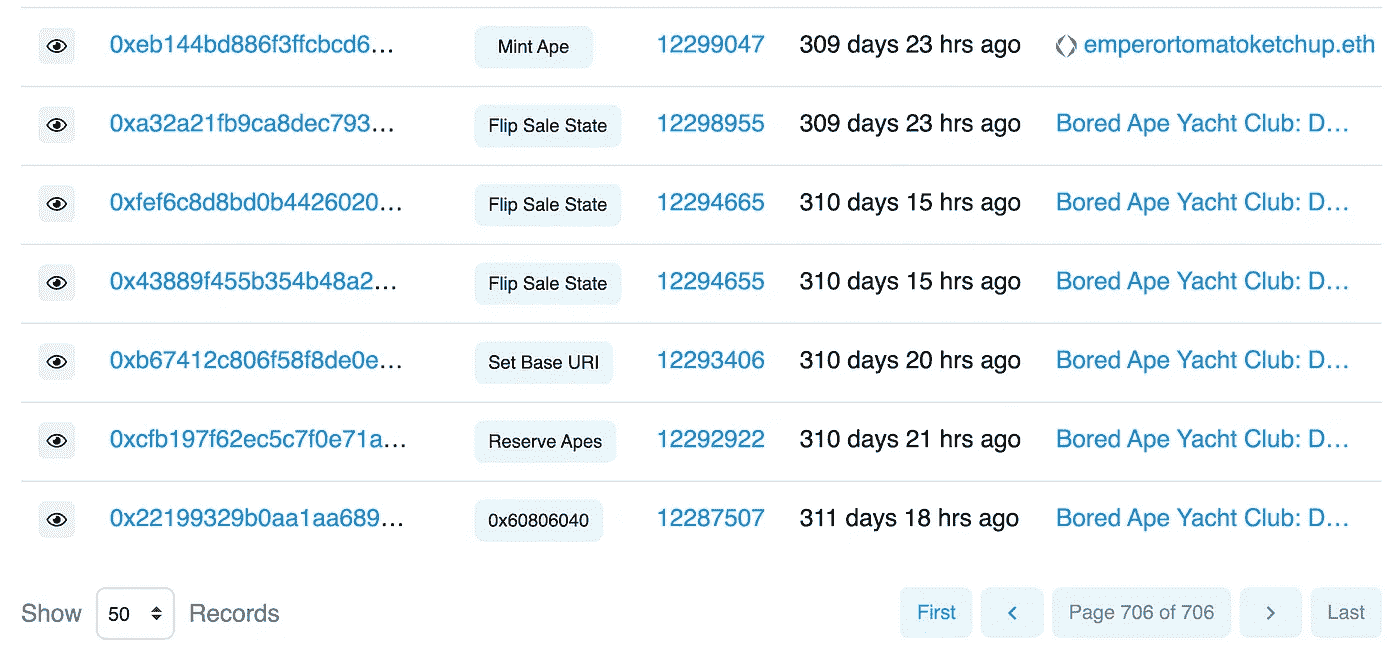 0xeb144bd886f3ffcbcd6... Mint Ape 12299047 309 days 23 hrs ago emperortomatoketchup.eth
0xa32a21fb9ca8dec793... Flip Sale State 12298955 309 days 23 hrs ago Bored Ape Yacht Club: D...
0xfef6c8d8bd0b4426020... Flip Sale State 12294665 310 days 15 hrs ago Bored Ape Yacht Club: D...
0x43889f455b354b48a2... Flip Sale State 12294655 310 days 15 hrs ago Bored Ape Yacht Club: D...
0xb67412c806f58f8de0e... Set Base URI 12293406 310 days 20 hrs ago Bored Ape Yacht Club: D...
0xcfb197f62ec5c7f0e71a... Reserve Apes 12292922 310 days 21 hrs ago Bored Ape Yacht Club: D...
0x22199329b0aa1aa689... 0x60806040 12287507 311 days 18 hrs ago Bored Ape Yacht Club: D...
Show 50 Records First Page 706 of 706 Last